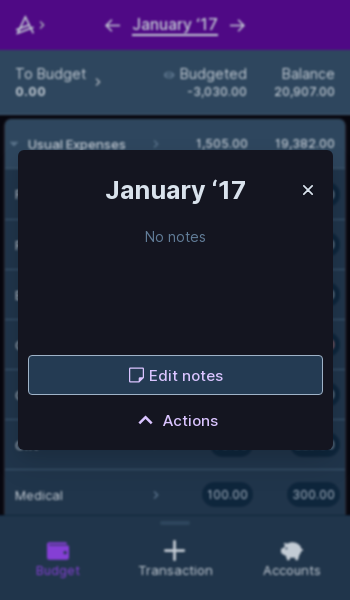 January ‘17
To Budget
Budgeted
Balance
0.00
-3,030.00
20,907.00
Usual Expenses
1,505.00
19,382.00
January ‘17
No notes
Edit notes
Actions
Medical
100.00
300.00
Budget
Transaction
Accounts